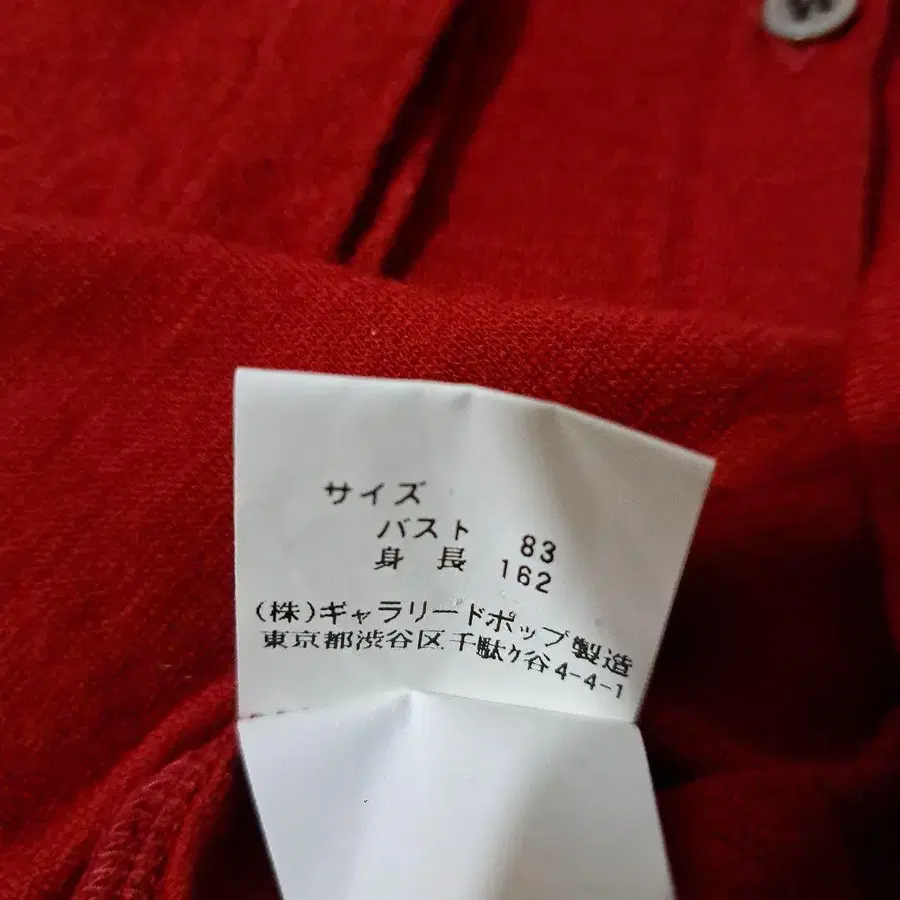 サイズ
バスト 83
身長 162
(株)ギャラリードポップ製造
東京都渋谷区千駄ヶ谷4-4-1